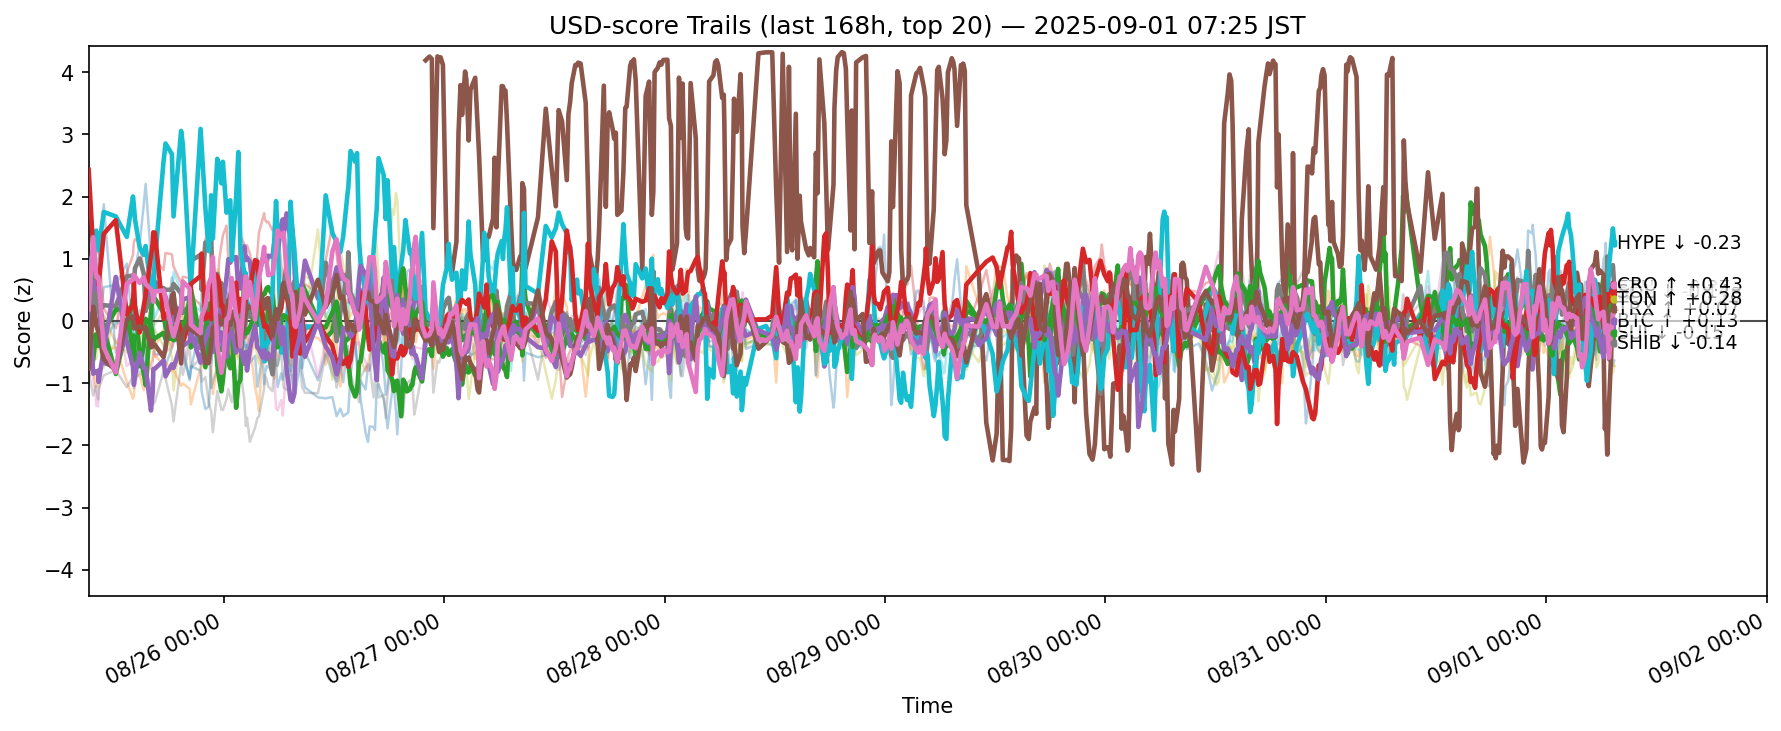 USD-score Trails (last 168h, top 20) — 2025-09-01 07:25 JST
Score (z)
4
3
2
1
0
−1
−2
−3
−4
HYPE ↓ -0.23
CRO ↑ +0.43
TON ↑ +0.28
TRX ↑ +0.07
BTC ↑ +0.13
SHIB ↓ -0.14
08/26 00:00
08/27 00:00
08/28 00:00
08/29 00:00
08/30 00:00
08/31 00:00
09/01 00:00
09/02 00:00
Time